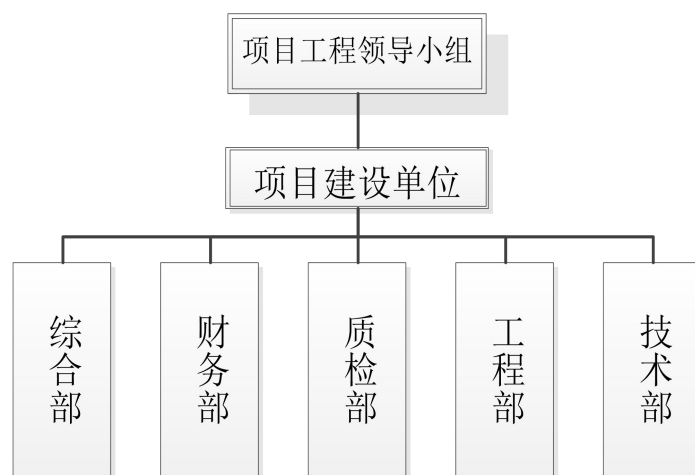 项目工程领导小组
项目建设单位
综合部
财务部
质检部
工程部
技术部